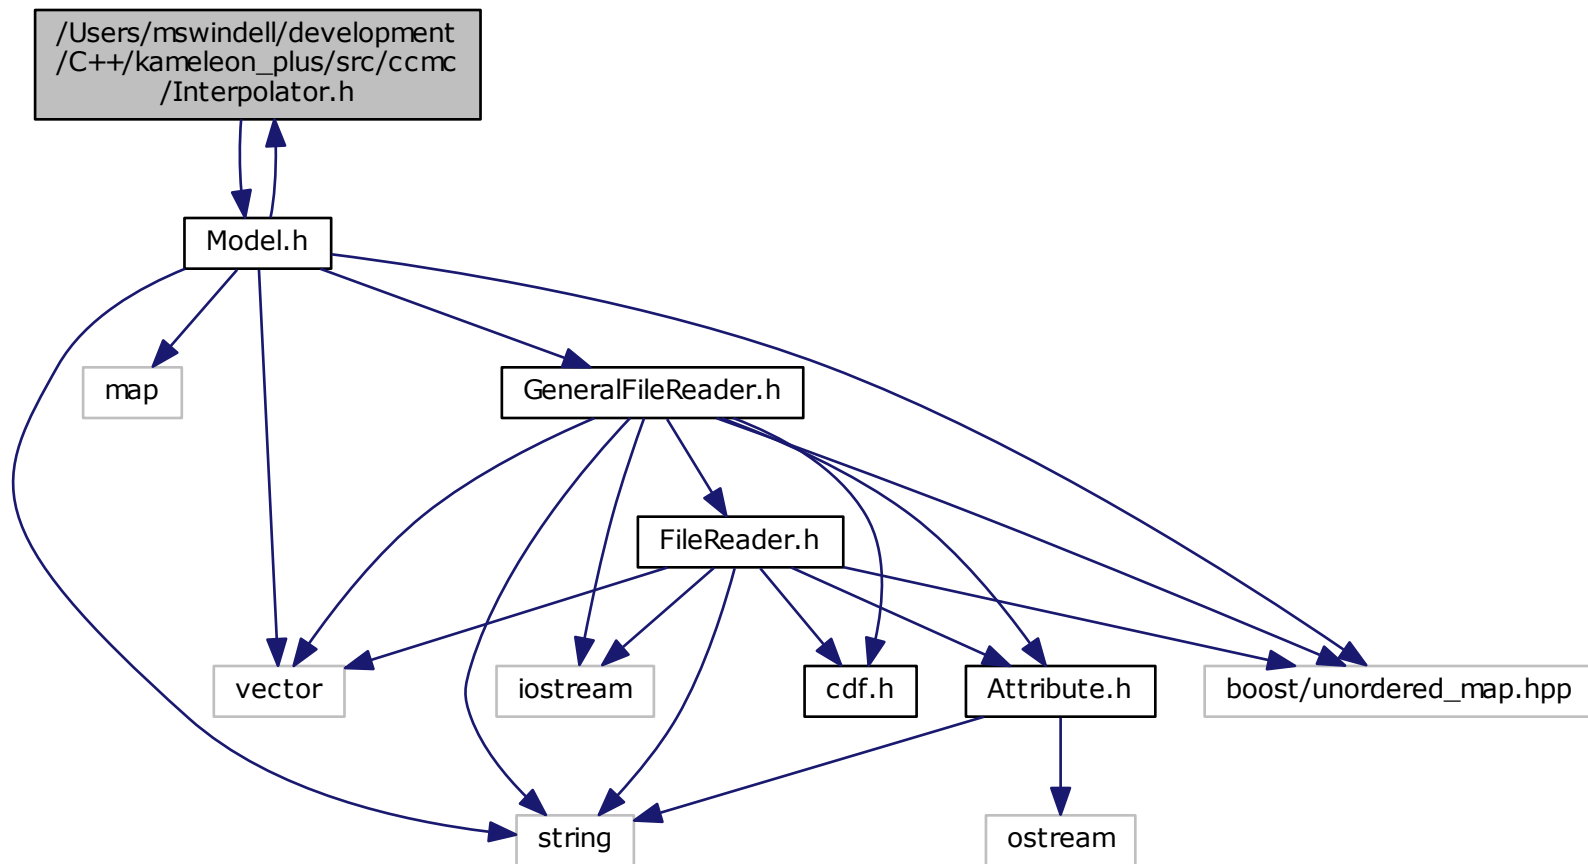 /Users/mswindell/development
/C++/kameleon_plus/src/ccmc
/Interpolator.h
Model.h
map
GeneralFileReader.h
FileReader.h
vector
iostream
cdf.h
Attribute.h
boost/unordered_map.hpp
string
ostream